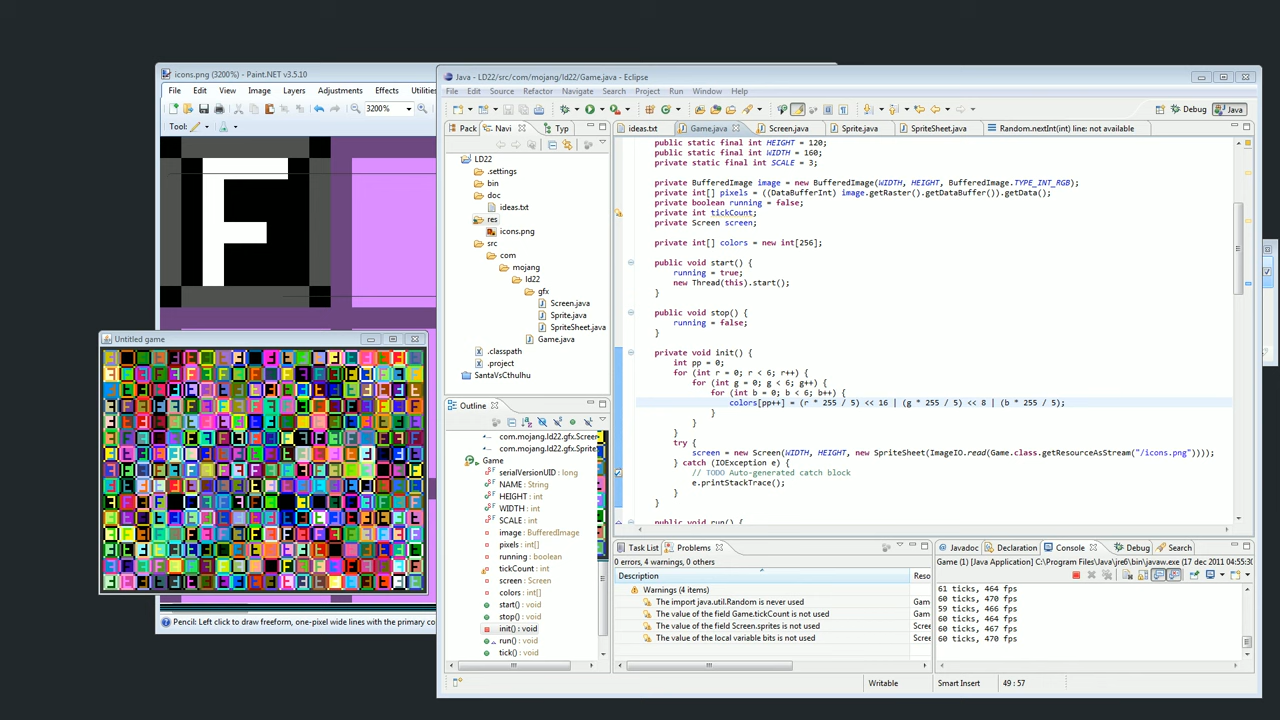 icons.png (3200%) - Paint.NET v3.5.10
File Edit View Image Layers Adjustments Effects Utilities
3200%
Tool:
Untitled game
Pencil: Left click to draw freeform, one-pixel wide lines with the primary co
Java - LD22/src/com/mojang/ld22/Game.java - Eclipse
File Edit Source Refactor Navigate Search Project Run Window Help
Debug Java
Pack Navi Typ
LD22
.settings
bin
doc
ideas.txt
res
icons.png
src
com
mojang
ld22
gfx
Screen.java
Sprite.java
SpriteSheet.java
Game.java
.classpath
.project
SantaVsCthulhu
Outline
com.mojang.ld22.gfx.Screen
com.mojang.ld22.gfx.Sprite
Game
serialVersionUID : long
NAME : String
HEIGHT : int
WIDTH : int
SCALE : int
image : BufferedImage
pixels : int[]
running : boolean
tickCount : int
screen : Screen
colors : int[]
start() : void
stop() : void
init() : void
run() : void
tick() : void
ideas.txt Game.java Screen.java Sprite.java SpriteSheet.java Random.nextInt(int) line: not available
public static final int HEIGHT = 120;
public static final int WIDTH = 160;
private static final int SCALE = 3;
private BufferedImage image = new BufferedImage(WIDTH, HEIGHT, BufferedImage.TYPE_INT_RGB);
private int[] pixels = ((DataBufferInt) image.getRaster().getDataBuffer()).getData();
private boolean running = false;
private int tickCount;
private Screen screen;
private int[] colors = new int[256];
public void start() {
running = true;
new Thread(this).start();
}
public void stop() {
running = false;
}
private void init() {
int pp = 0;
for (int r = 0; r < 6; r++) {
for (int g = 0; g < 6; g++) {
for (int b = 0; b < 6; b++) {
colors[pp++] = (r * 255 / 5) << 16 | (g * 255 / 5) << 8 | (b * 255 / 5);
}
}
}
try {
screen = new Screen(WIDTH, HEIGHT, new SpriteSheet(ImageIO.read(Game.class.getResourceAsStream("/icons.png"))));
} catch (IOException e) {
// TODO Auto-generated catch block
e.printStackTrace();
}
}
public void run() {
Task List Problems
0 errors, 4 warnings, 0 others
Description Reso
Warnings (4 items)
The import java.util.Random is never used Gam
The value of the field Game.tickCount is not used Gam
The value of the field Screen.sprites is not used Scre
The value of the local variable bits is not used Scre
Javadoc Declaration Console Debug Search
Game (1) [Java Application] C:\Program Files\Java\jre6\bin\javaw.exe (17 dec 2011 04:55:30
61 ticks, 464 fps
60 ticks, 470 fps
59 ticks, 466 fps
60 ticks, 464 fps
60 ticks, 467 fps
60 ticks, 470 fps
Writable Smart Insert 49 : 57